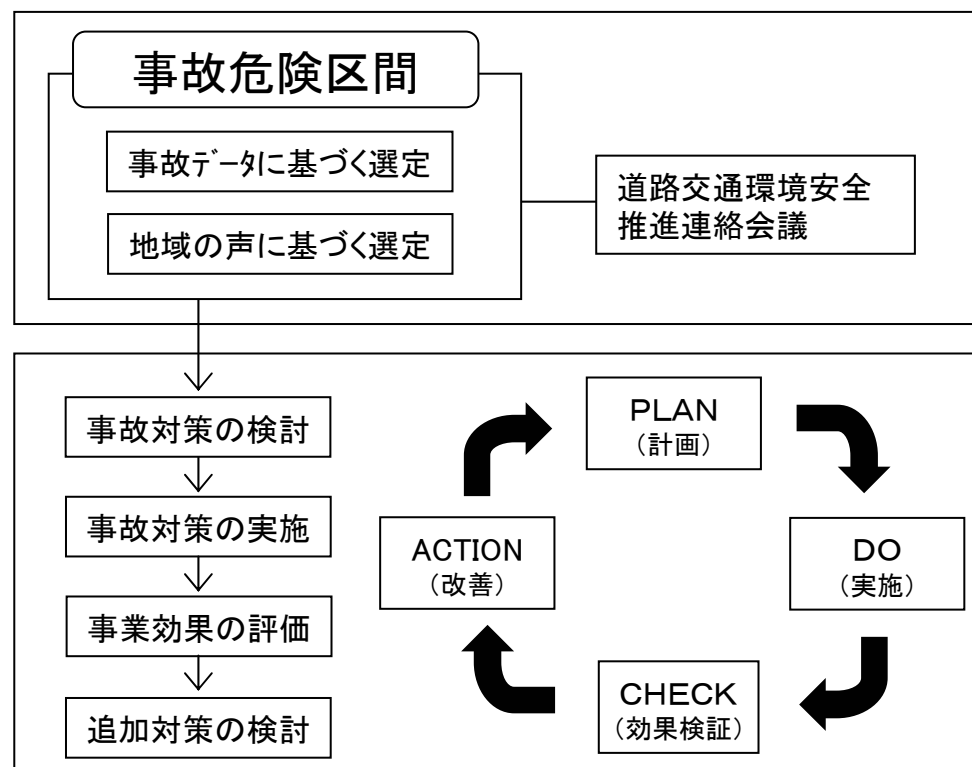 事故危険区間
事故ﾃﾞｰﾀに基づく選定
地域の声に基づく選定
道路交通環境安全
推進連絡会議
事故対策の検討
事故対策の実施
事業効果の評価
追加対策の検討
PLAN
（計画）
DO
（実施）
CHECK
（効果検証）
ACTION
（改善）